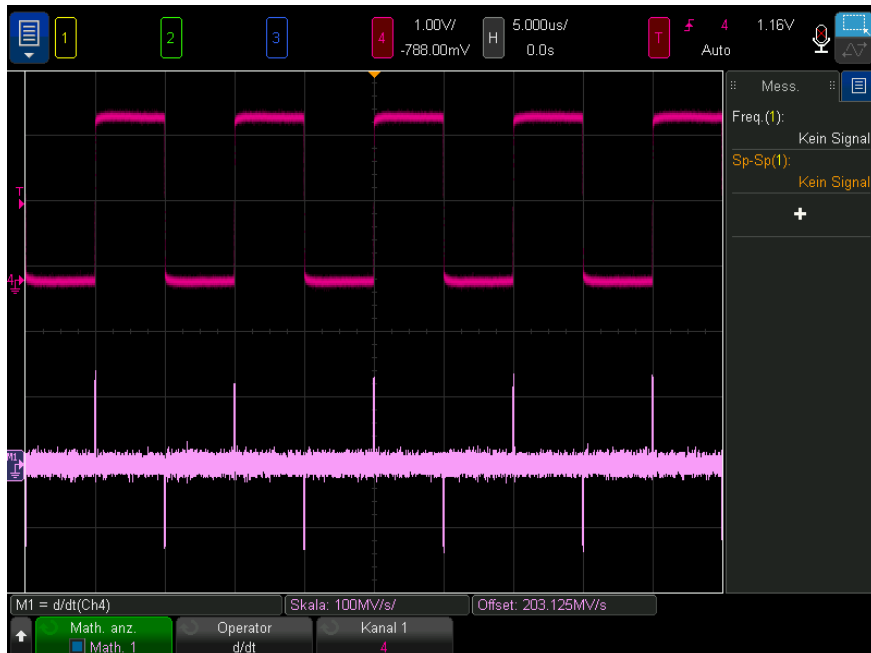 1 2 3 4 1.00V/ H 5.000us/ T 4 1.16V
-788.00mV 0.0s Auto
Mess.
Freq.(1):
Kein Signal
Sp-Sp(1):
Kein Signal
+
T
4
M1
M1 = d/dt(Ch4) Skala: 100MV/s/ Offset: 203.125MV/s
Math. anz. Operator Kanal 1
Math. 1 d/dt 4